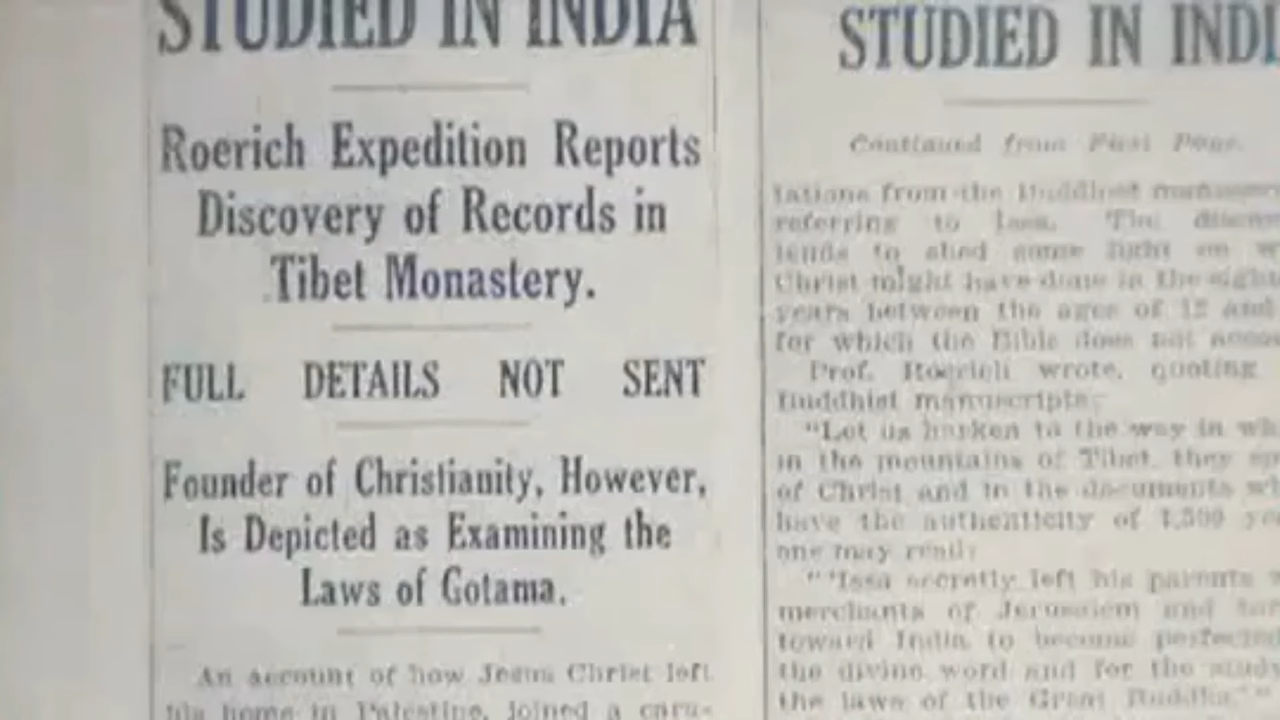 STUDIED IN INDIA
Roerich Expedition Reports
Discovery of Records in
Tibet Monastery.
FULL DETAILS NOT SENT
Founder of Christianity, However,
Is Depicted as Examining the
Laws of Gotama.
An account of how Jesus Christ left
his home in Palestine, joined a cara-
STUDIED IN INDI
Continued from First Page.
tations from the Buddhist
referring to Issa. The
tends to shed some light on
Christ might have done in the
years between the ages of 12 and
for which the Bible does not
Prof. Roerich wrote, quoting
Buddhist manuscripts:
"Let us harken to the way in
in the mountains of Tibet, they
of Christ and in the documents
have the authenticity of 1,500
one may read:
"'Issa secretly left his parents
merchants of Jerusalem and
toward India to become perfected
the divine word and for the study
the laws of the Great Buddha.'"